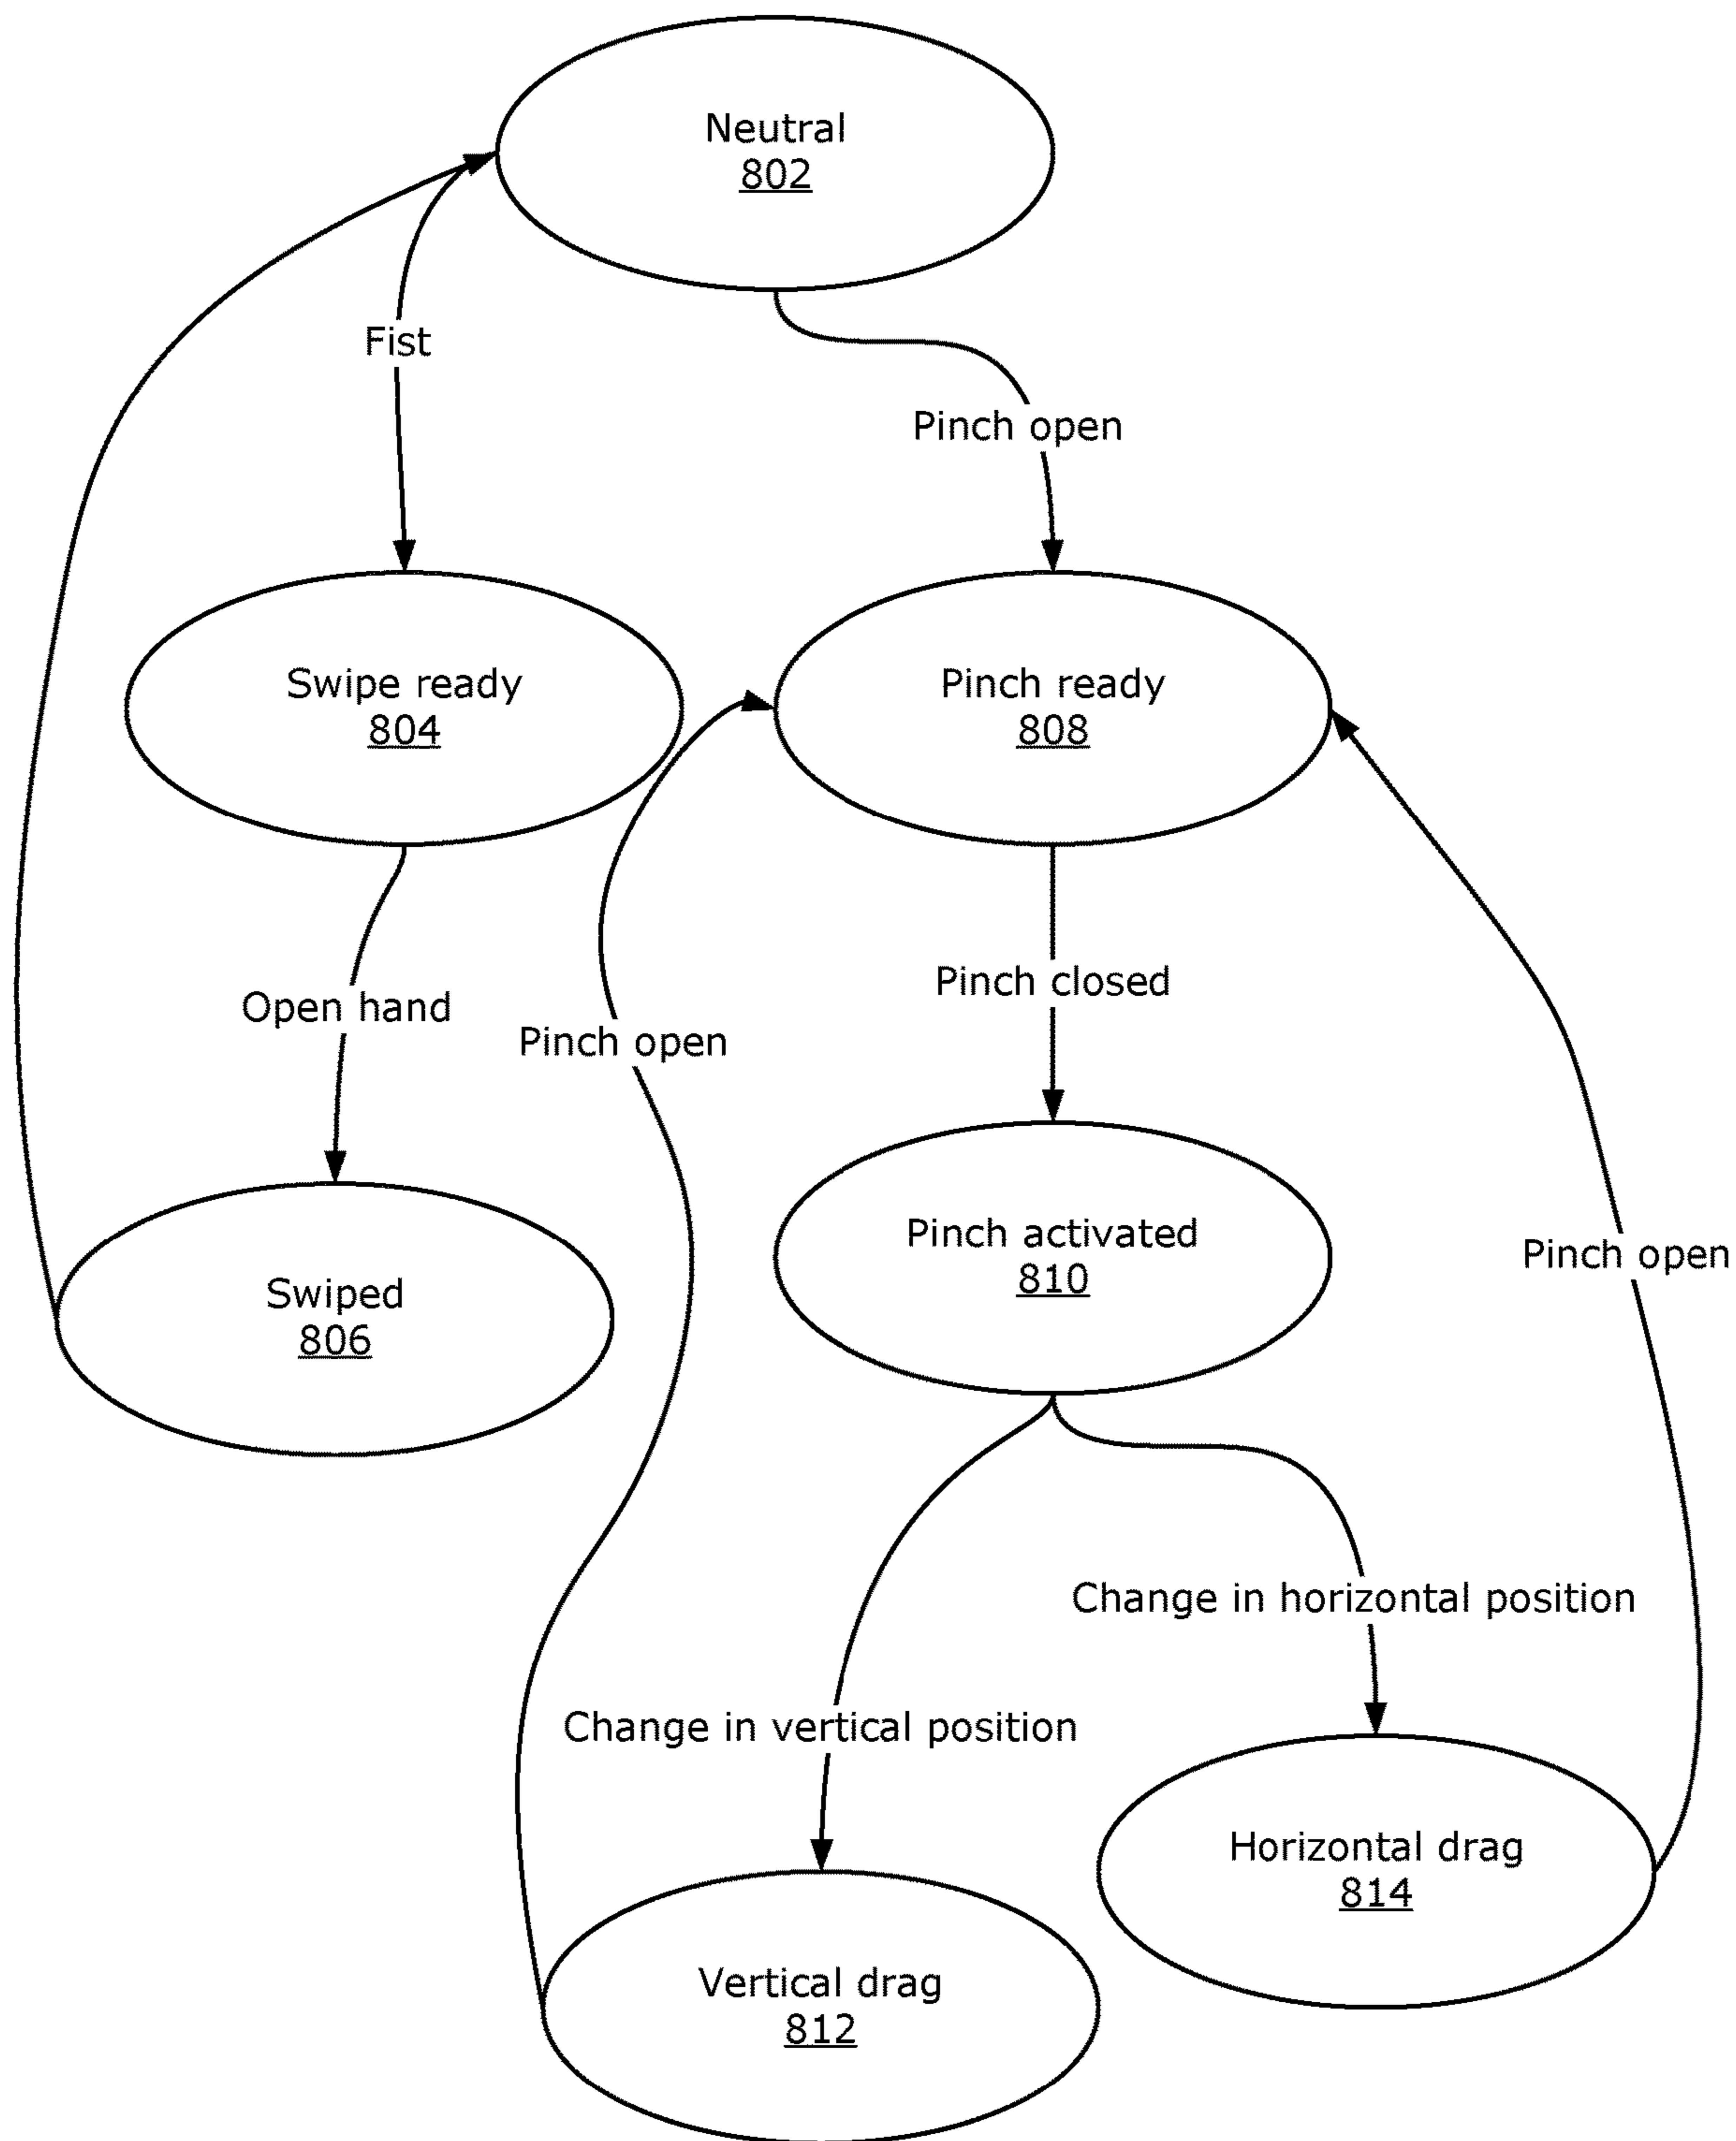 Neutral
802
Fist
Pinch open
Swipe ready
804
Pinch ready
808
Open hand
Pinch open
Pinch closed
Swiped
806
Pinch activated
810
Pinch open
Change in horizontal position
Change in vertical position
Horizontal drag
814
Vertical drag
812